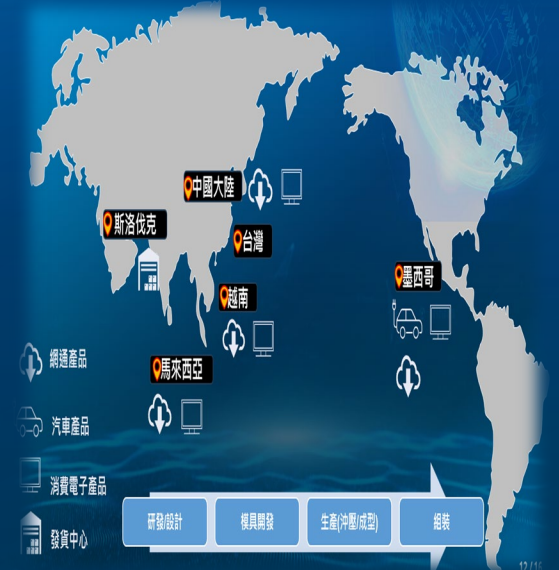 中國大陸
斯洛伐克
台灣
墨西哥
越南
馬來西亞
網通產品
汽車產品
消費電子產品
發貨中心
研發/設計
模具開發
生產(沖壓/成型)
組裝